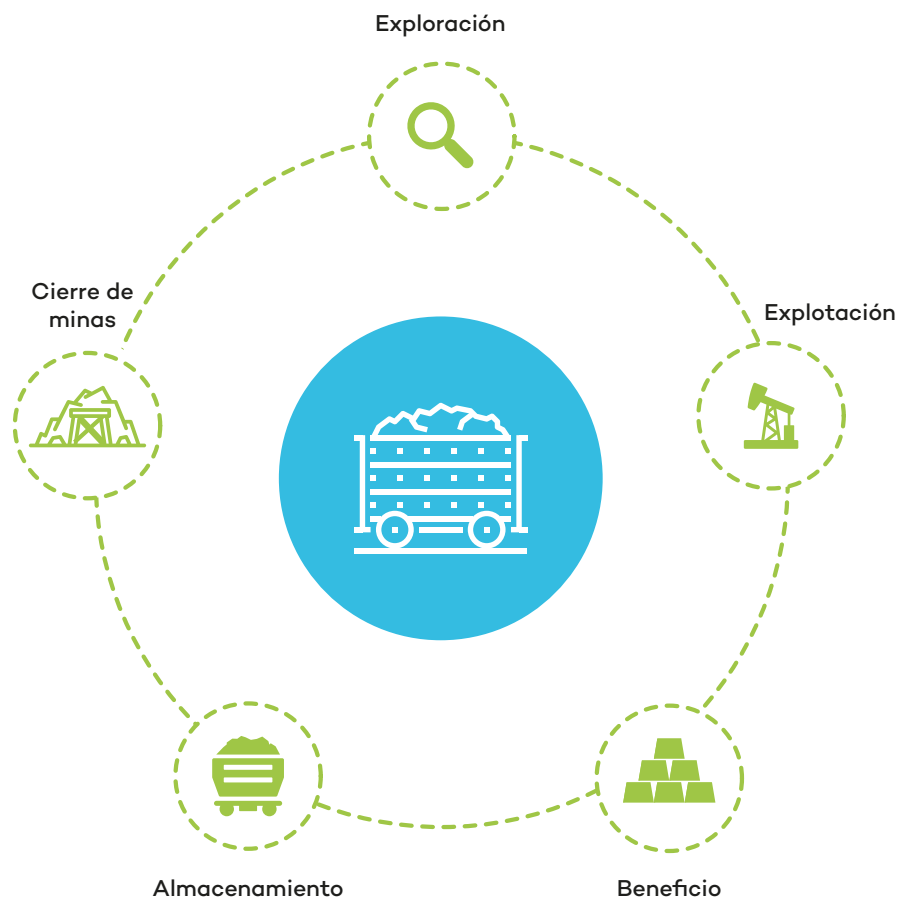 Exploración
Cierre de
minas
Explotación
Almacenamiento
Beneficio